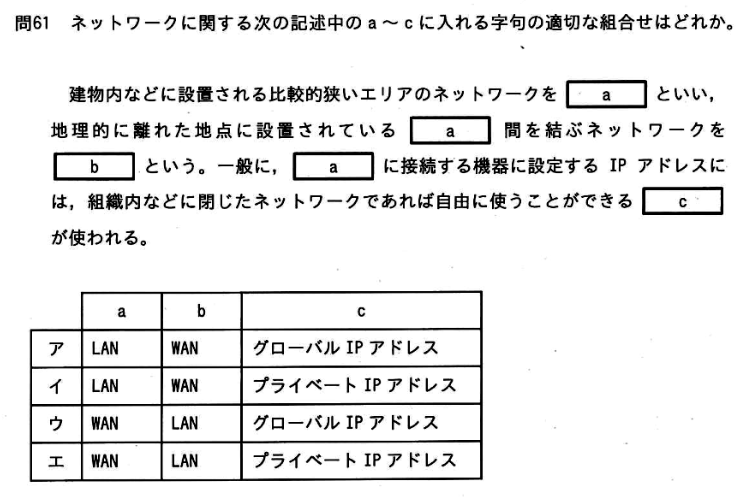 問61 ネットワークに関する次の記述中の a ～ c に入れる字句の適切な組合せはどれか。
建物内などに設置される比較的狭いエリアのネットワークを a といい，
地理的に離れた地点に設置されている a 間を結ぶネットワークを
b という。一般に， a に接続する機器に設定する IP アドレスに
は，組織内などに閉じたネットワークであれば自由に使うことができる c
が使われる。
a b c
ア LAN WAN グローバル IP アドレス
イ LAN WAN プライベート IP アドレス
ウ WAN LAN グローバル IP アドレス
エ WAN LAN プライベート IP アドレス